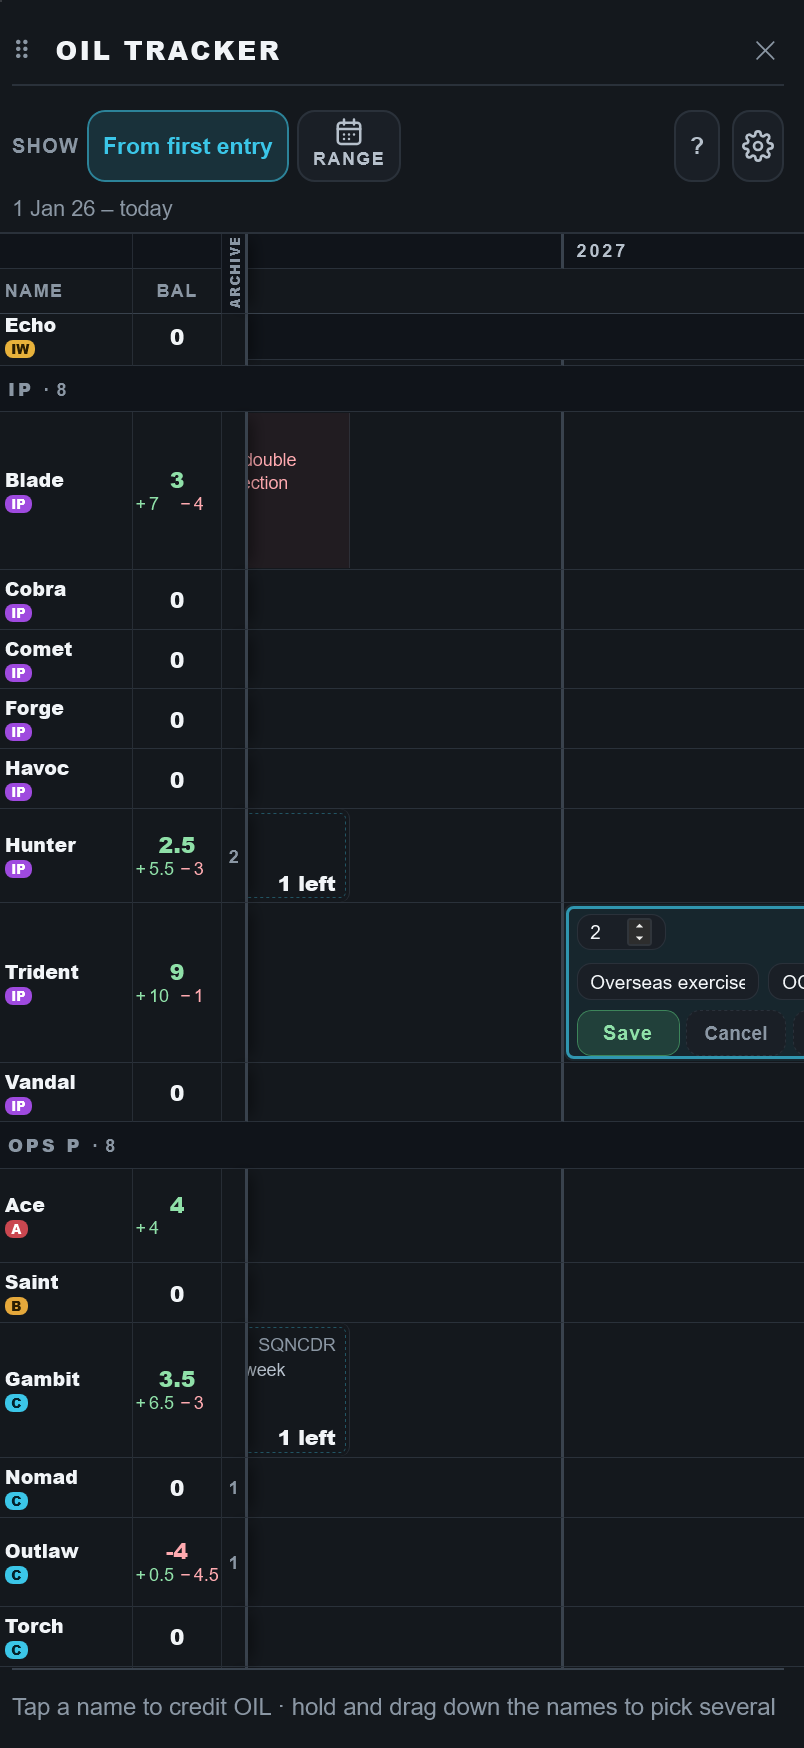 OIL TRACKER
SHOW From first entry RANGE ?
1 Jan 26 – today
ARCHIVE 2027
NAME BAL
Echo 0
IW
IP · 8
Blade 3 double
IP +7 −4 ection
Cobra 0
IP
Comet 0
IP
Forge 0
IP
Havoc 0
IP
Hunter 2.5 2
IP +5.5 −3 1 left
2
Trident 9 Overseas exercise OC
IP +10 −1
Save Cancel
Vandal 0
IP
OPS P · 8
Ace 4
A +4
Saint 0
B
SQNCDR
Gambit 3.5 week
C +6.5 −3
1 left
Nomad 0 1
C
Outlaw -4 1
C +0.5 −4.5
Torch 0
C
Tap a name to credit OIL · hold and drag down the names to pick several